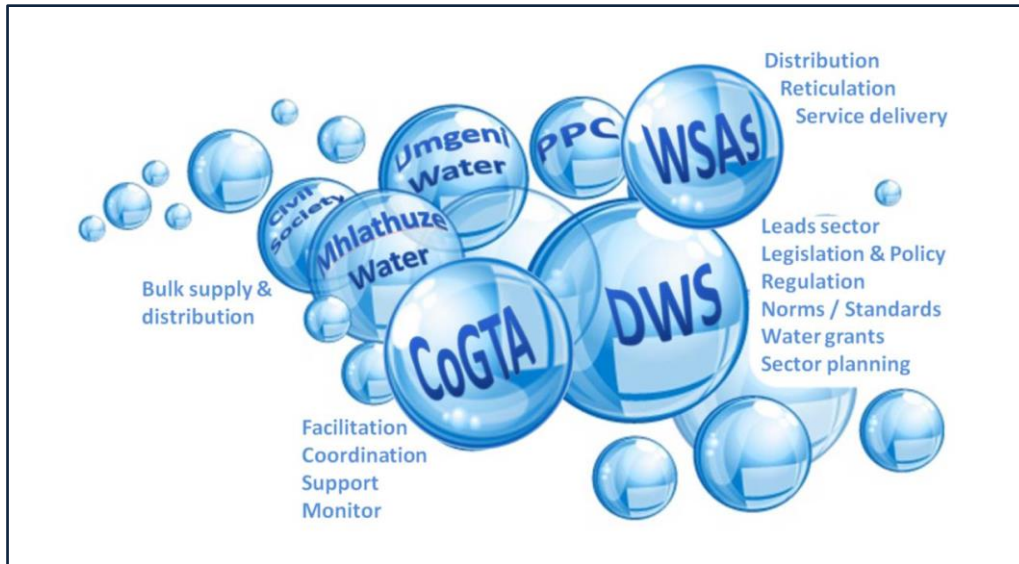 Distribution
Reticulation
Service delivery
Umgeni
Water
PPC
WSAs
Civil
Society
Mhlathuze
Water
Leads sector
Legislation & Policy
Regulation
Norms / Standards
Water grants
Sector planning
Bulk supply &
distribution
DWS
CoGTA
Facilitation
Coordination
Support
Monitor